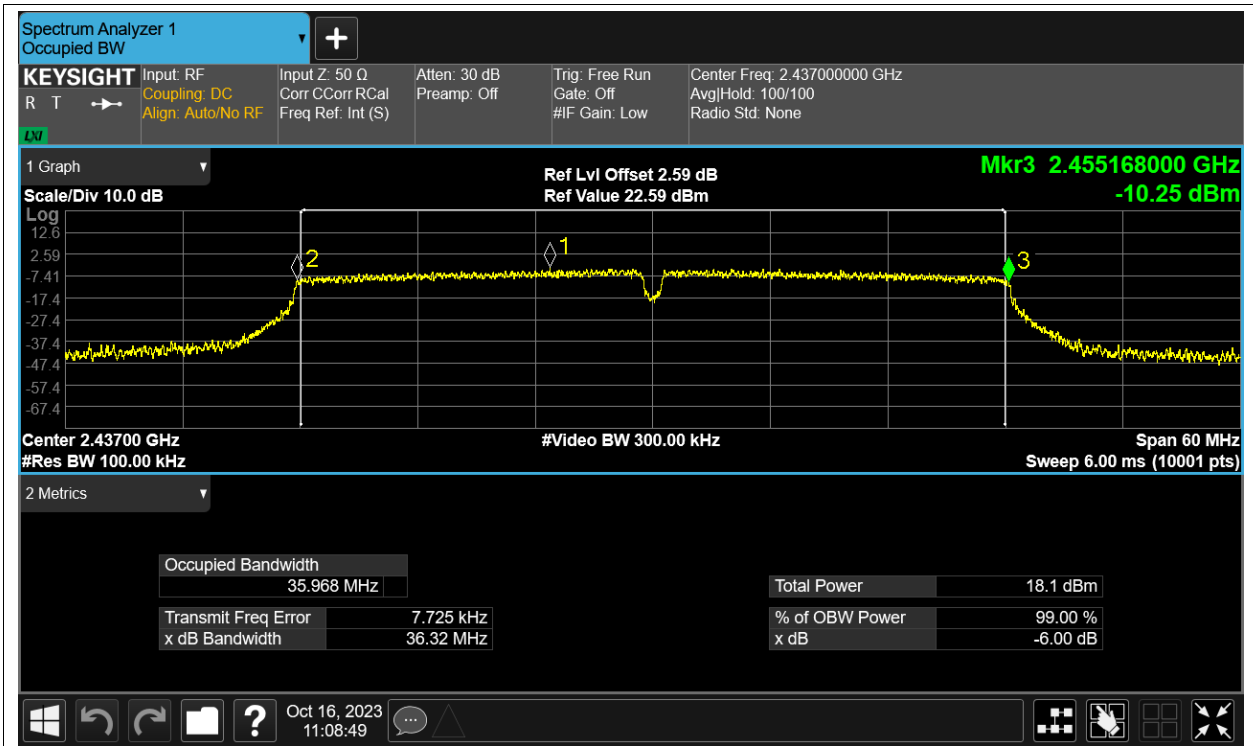 Spectrum Analyzer 1
Occupied BW
KEYSIGHT
R T
LXI
Input: RF
Coupling: DC
Align: Auto/No RF
Input Z: 50 Ω
Corr CCorr RCal
Freq Ref: Int (S)
Atten: 30 dB
Preamp: Off
Trig: Free Run
Gate: Off
#IF Gain: Low
Center Freq: 2.437000000 GHz
Avg|Hold: 100/100
Radio Std: None
1 Graph
Scale/Div 10.0 dB
Ref Lvl Offset 2.59 dB
Ref Value 22.59 dBm
Mkr3 2.455168000 GHz
-10.25 dBm
Log
12.6
2.59
-7.41
-17.4
-27.4
-37.4
-47.4
-57.4
-67.4
2
1
3
Center 2.43700 GHz
#Res BW 100.00 kHz
#Video BW 300.00 kHz
Span 60 MHz
Sweep 6.00 ms (10001 pts)
2 Metrics
Occupied Bandwidth
35.968 MHz
Transmit Freq Error 7.725 kHz
x dB Bandwidth 36.32 MHz
Total Power 18.1 dBm
% of OBW Power 99.00 %
x dB -6.00 dB
?
Oct 16, 2023
11:08:49